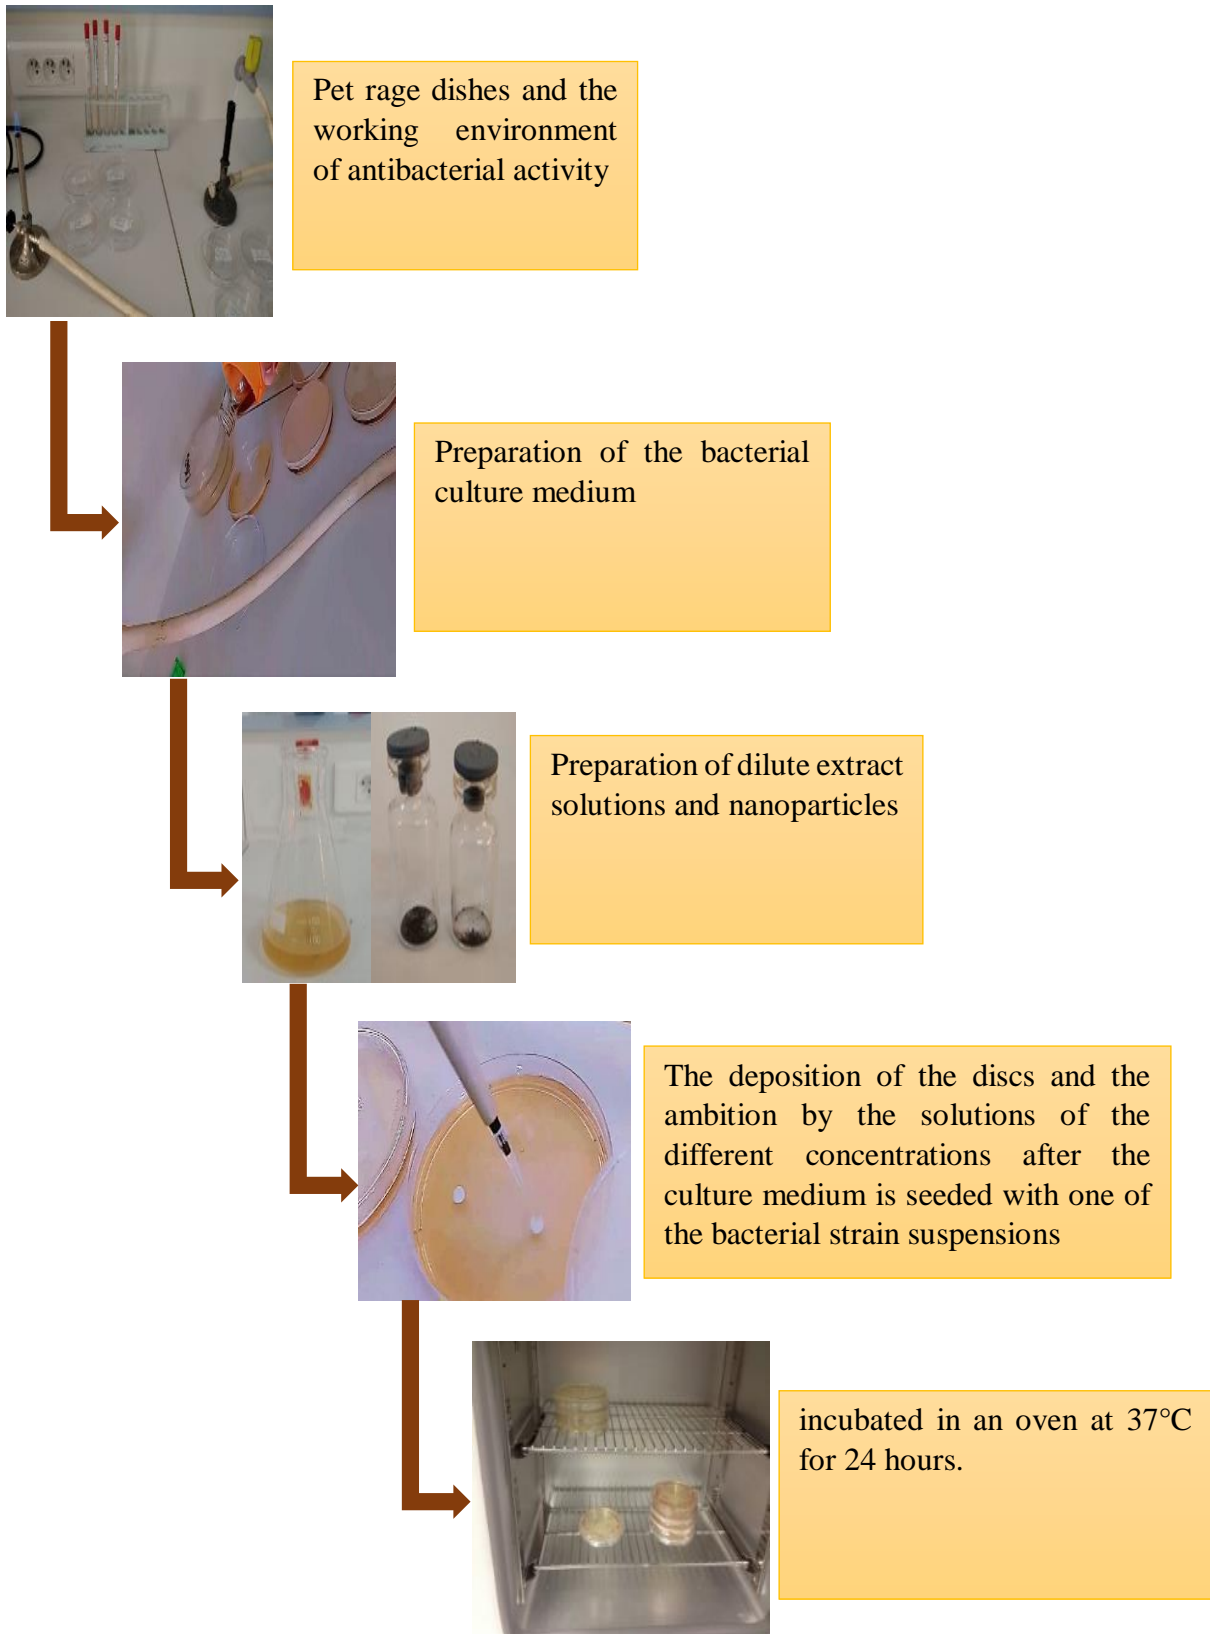 Pet rage dishes and the
working environment
of antibacterial activity
Preparation of the bacterial
culture medium
Preparation of dilute extract
solutions and nanoparticles
The deposition of the discs and the
ambition by the solutions of the
different concentrations after the
culture medium is seeded with one of
the bacterial strain suspensions
incubated in an oven at 37°C
for 24 hours.